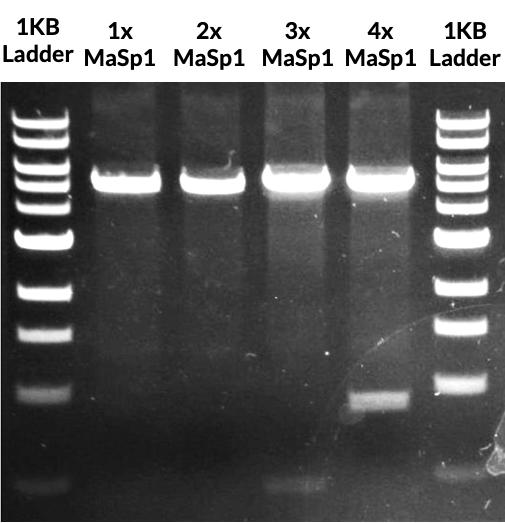 1KB
Ladder
1x
MaSp1
2x
MaSp1
3x
MaSp1
4x
MaSp1
1KB
Ladder